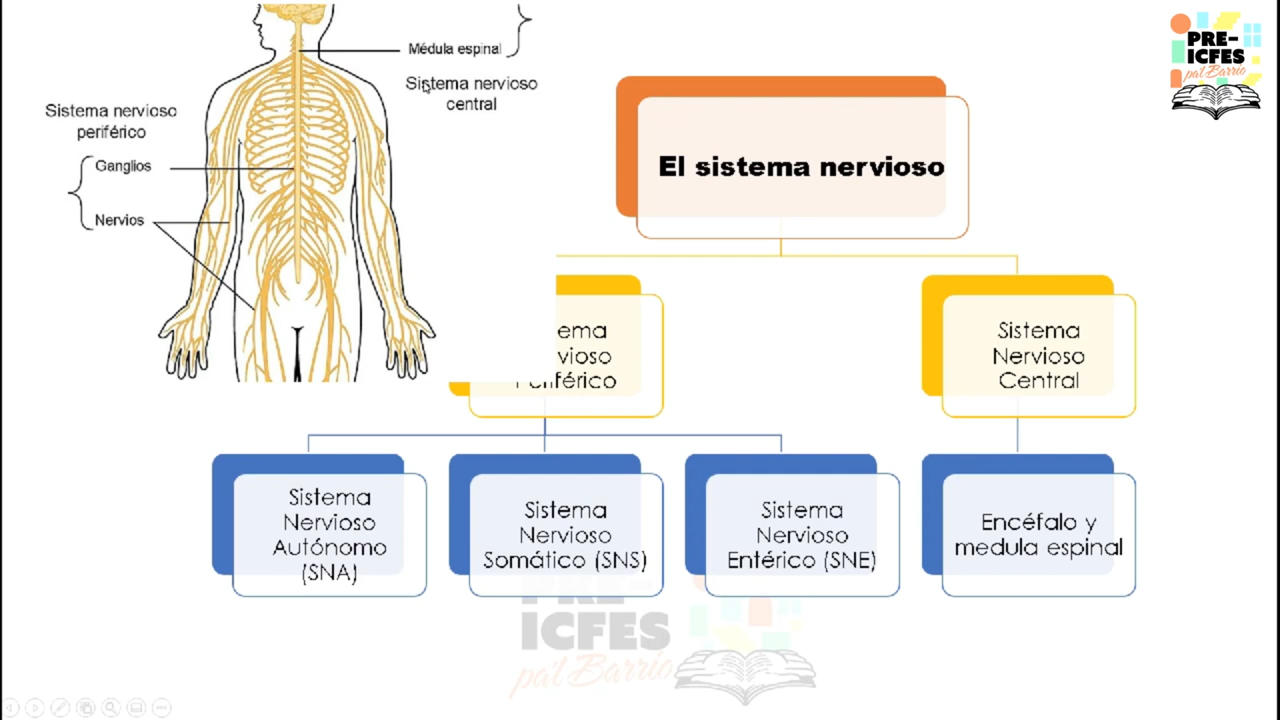 Médula espinal
Sistema nervioso
central
Sistema nervioso
periférico
Ganglios
Nervios
PRE-
ICFES
pa'l Barrio
El sistema nervioso
ema
vioso
Periférico
Sistema
Nervioso
Central
Sistema
Nervioso
Autónomo
(SNA)
Sistema
Nervioso
Somático (SNS)
Sistema
Nervioso
Entérico (SNE)
Encéfalo y
medula espinal
PRE-
ICFES
pa'l Barrio